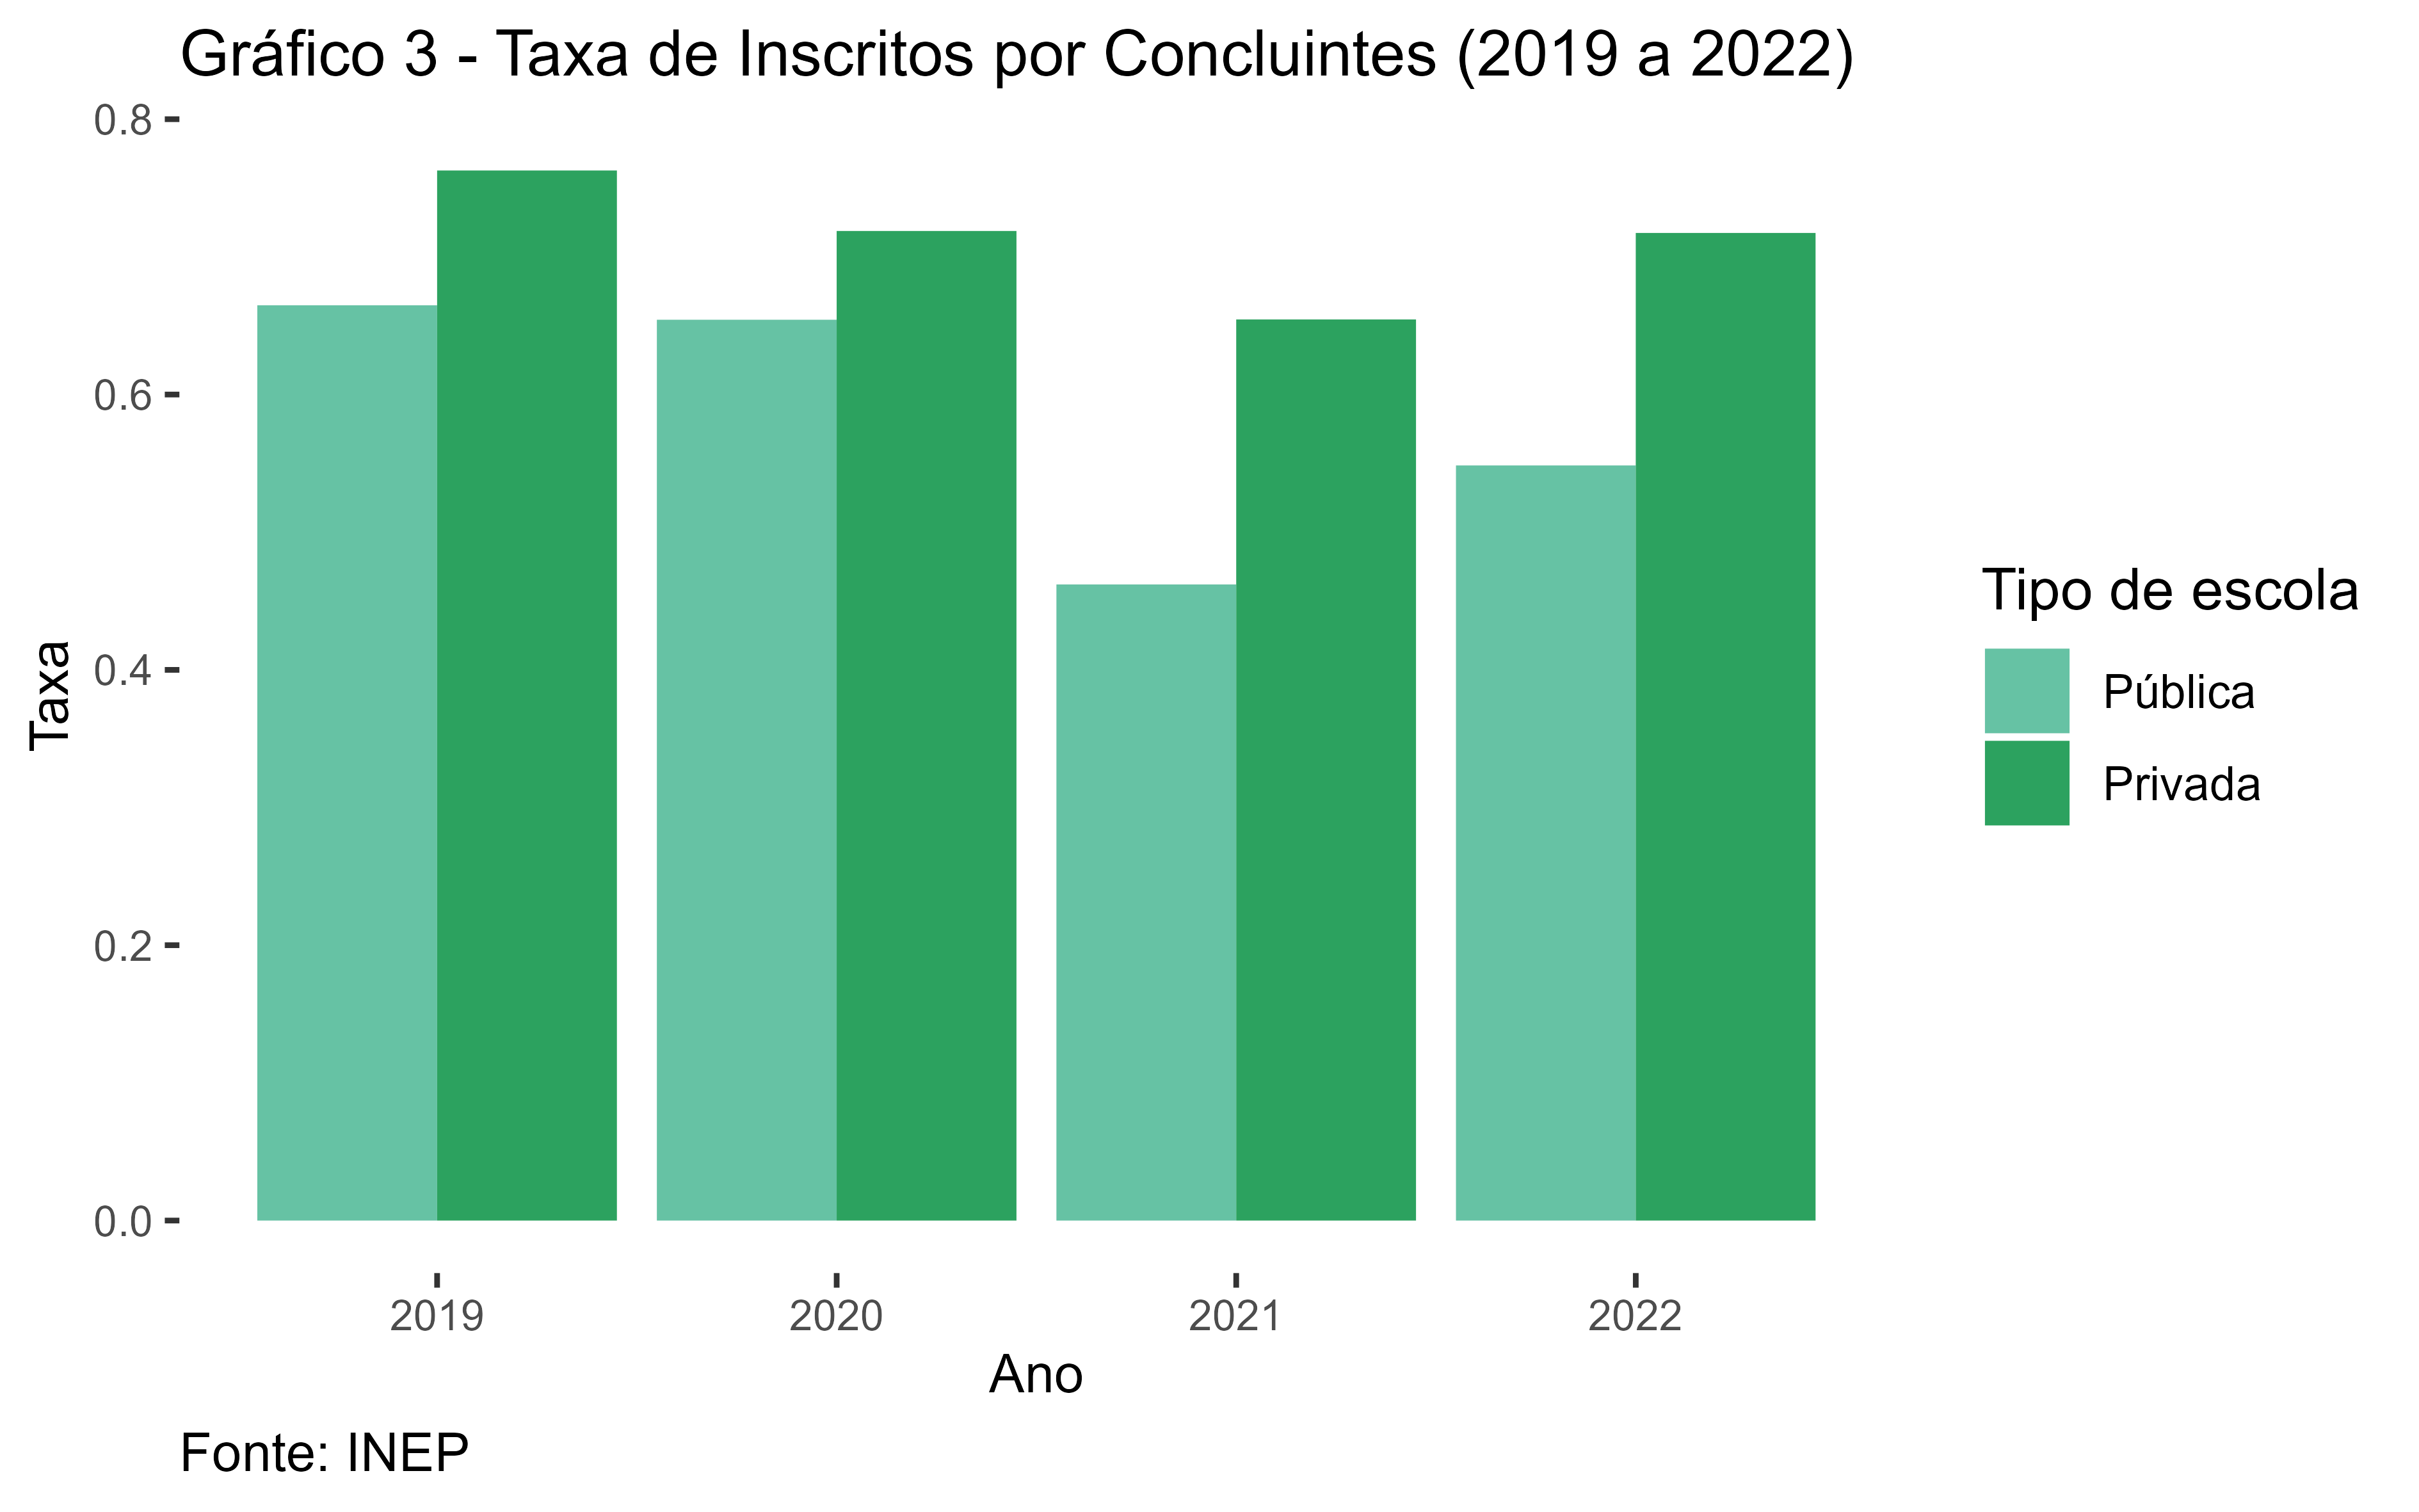 Gráfico 3 - Taxa de Inscritos por Concluintes (2019 a 2022)
0.8
0.6
0.4
0.2
0.0
Taxa
2019 2020 2021 2022
Ano
Tipo de escola
Pública
Privada
Fonte: INEP